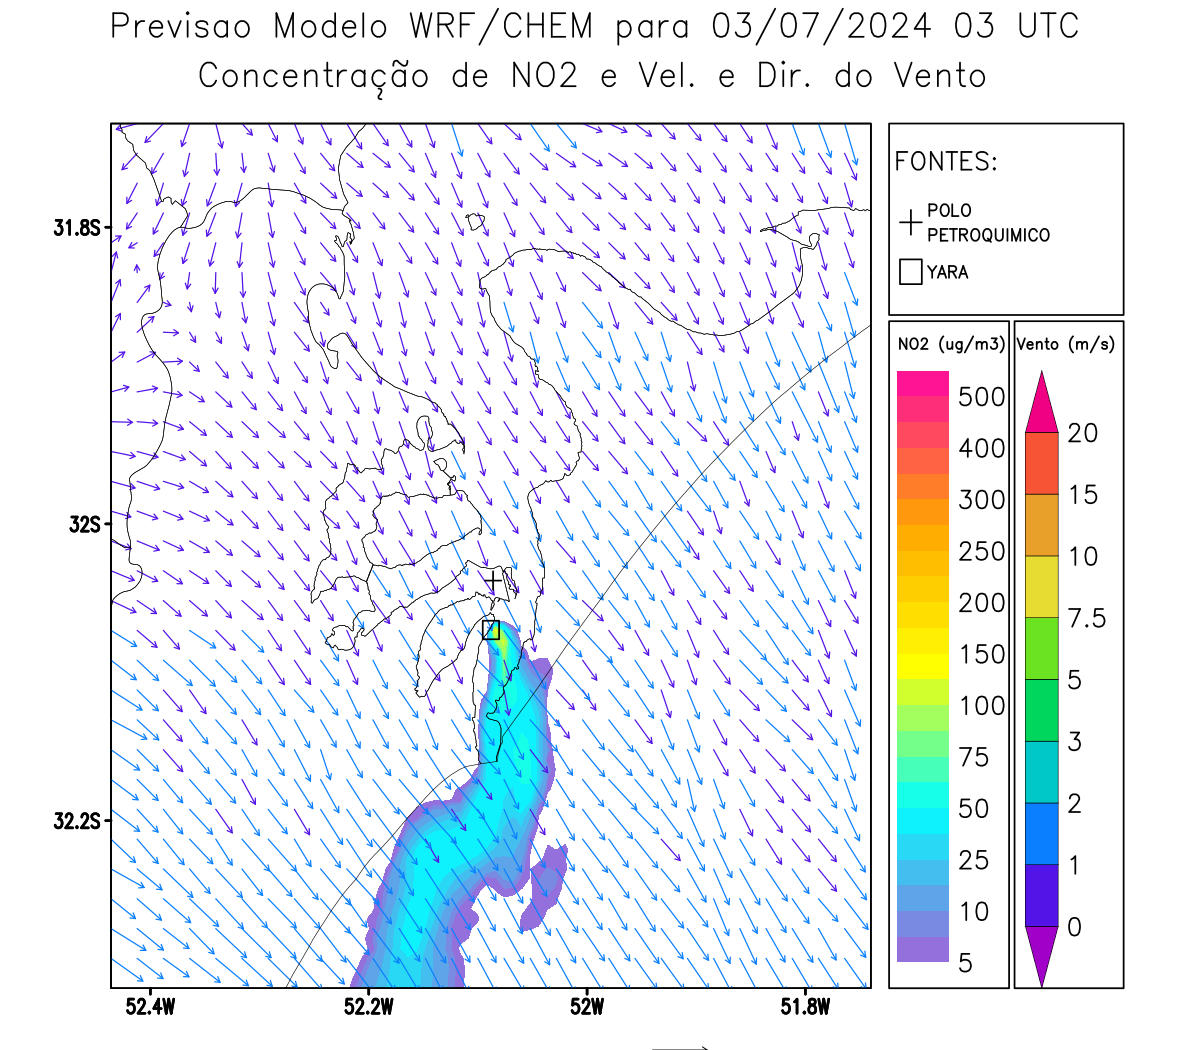 Previsao Modelo WRF/CHEM para 03/07/2024 03 UTC
Concentração de NO2 e Vel. e Dir. do Vento
FONTES:
POLO
PETROQUIMICO
YARA
NO2 (ug/m3)
500
400
300
250
200
150
100
75
50
25
10
5
Vento (m/s)
20
15
10
7.5
5
3
2
1
0
31.8S
32S
32.2S
52.4W
52.2W
52W
51.8W